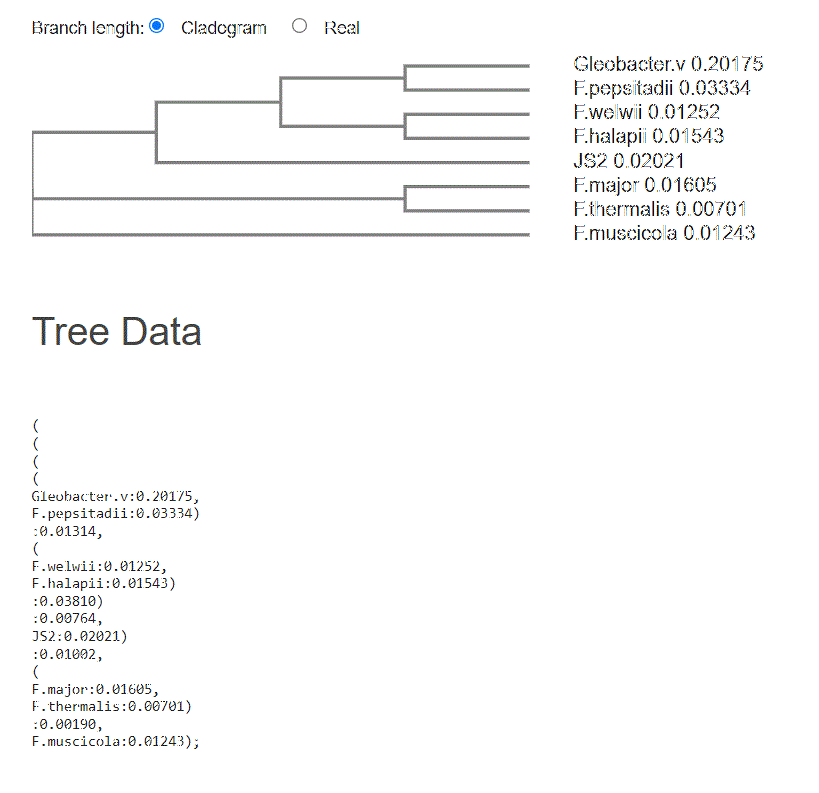 Branch length: Cladogram Real
Gleobacter.v 0.20175
F.pepsitadii 0.03334
F.welwii 0.01252
F.halapii 0.01543
JS2 0.02021
F.major 0.01605
F.thermalis 0.00701
F.muscicola 0.01243
Tree Data
(
(
(
(
Gleobacter.v:0.20175,
F.pepsitadii:0.03334)
:0.01314,
(
F.welwii:0.01252,
F.halapii:0.01543)
:0.03810)
:0.00764,
JS2:0.02021)
:0.01002,
(
F.major:0.01605,
F.thermalis:0.00701)
:0.00190,
F.muscicola:0.01243);